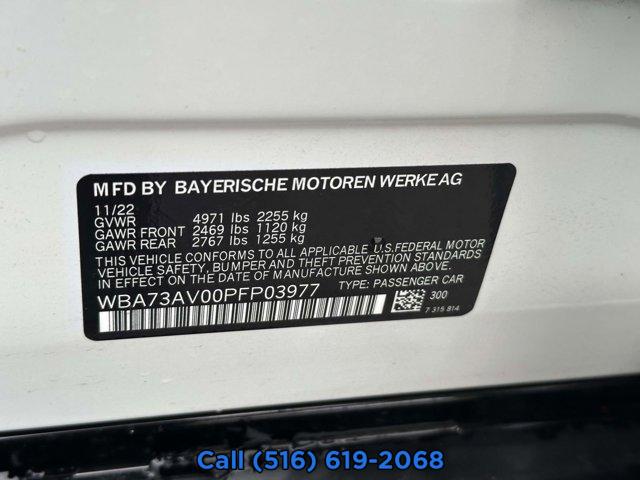 MFD BY BAYERISCHE MOTOREN WERKE AG
11/22
GVWR 4971 lbs 2255 kg
GAWR FRONT 2469 lbs 1120 kg
GAWR REAR 2767 lbs 1255 kg
THIS VEHICLE CONFORMS TO ALL APPLICABLE U.S.FEDERAL MOTOR
VEHICLE SAFETY, BUMPER AND THEFT PREVENTION STANDARDS
IN EFFECT ON THE DATE OF MANUFACTURE SHOWN ABOVE.
WBA73AV00PFP03977 TYPE: PASSENGER CAR
300
7 315 814
Call (516) 619-2068